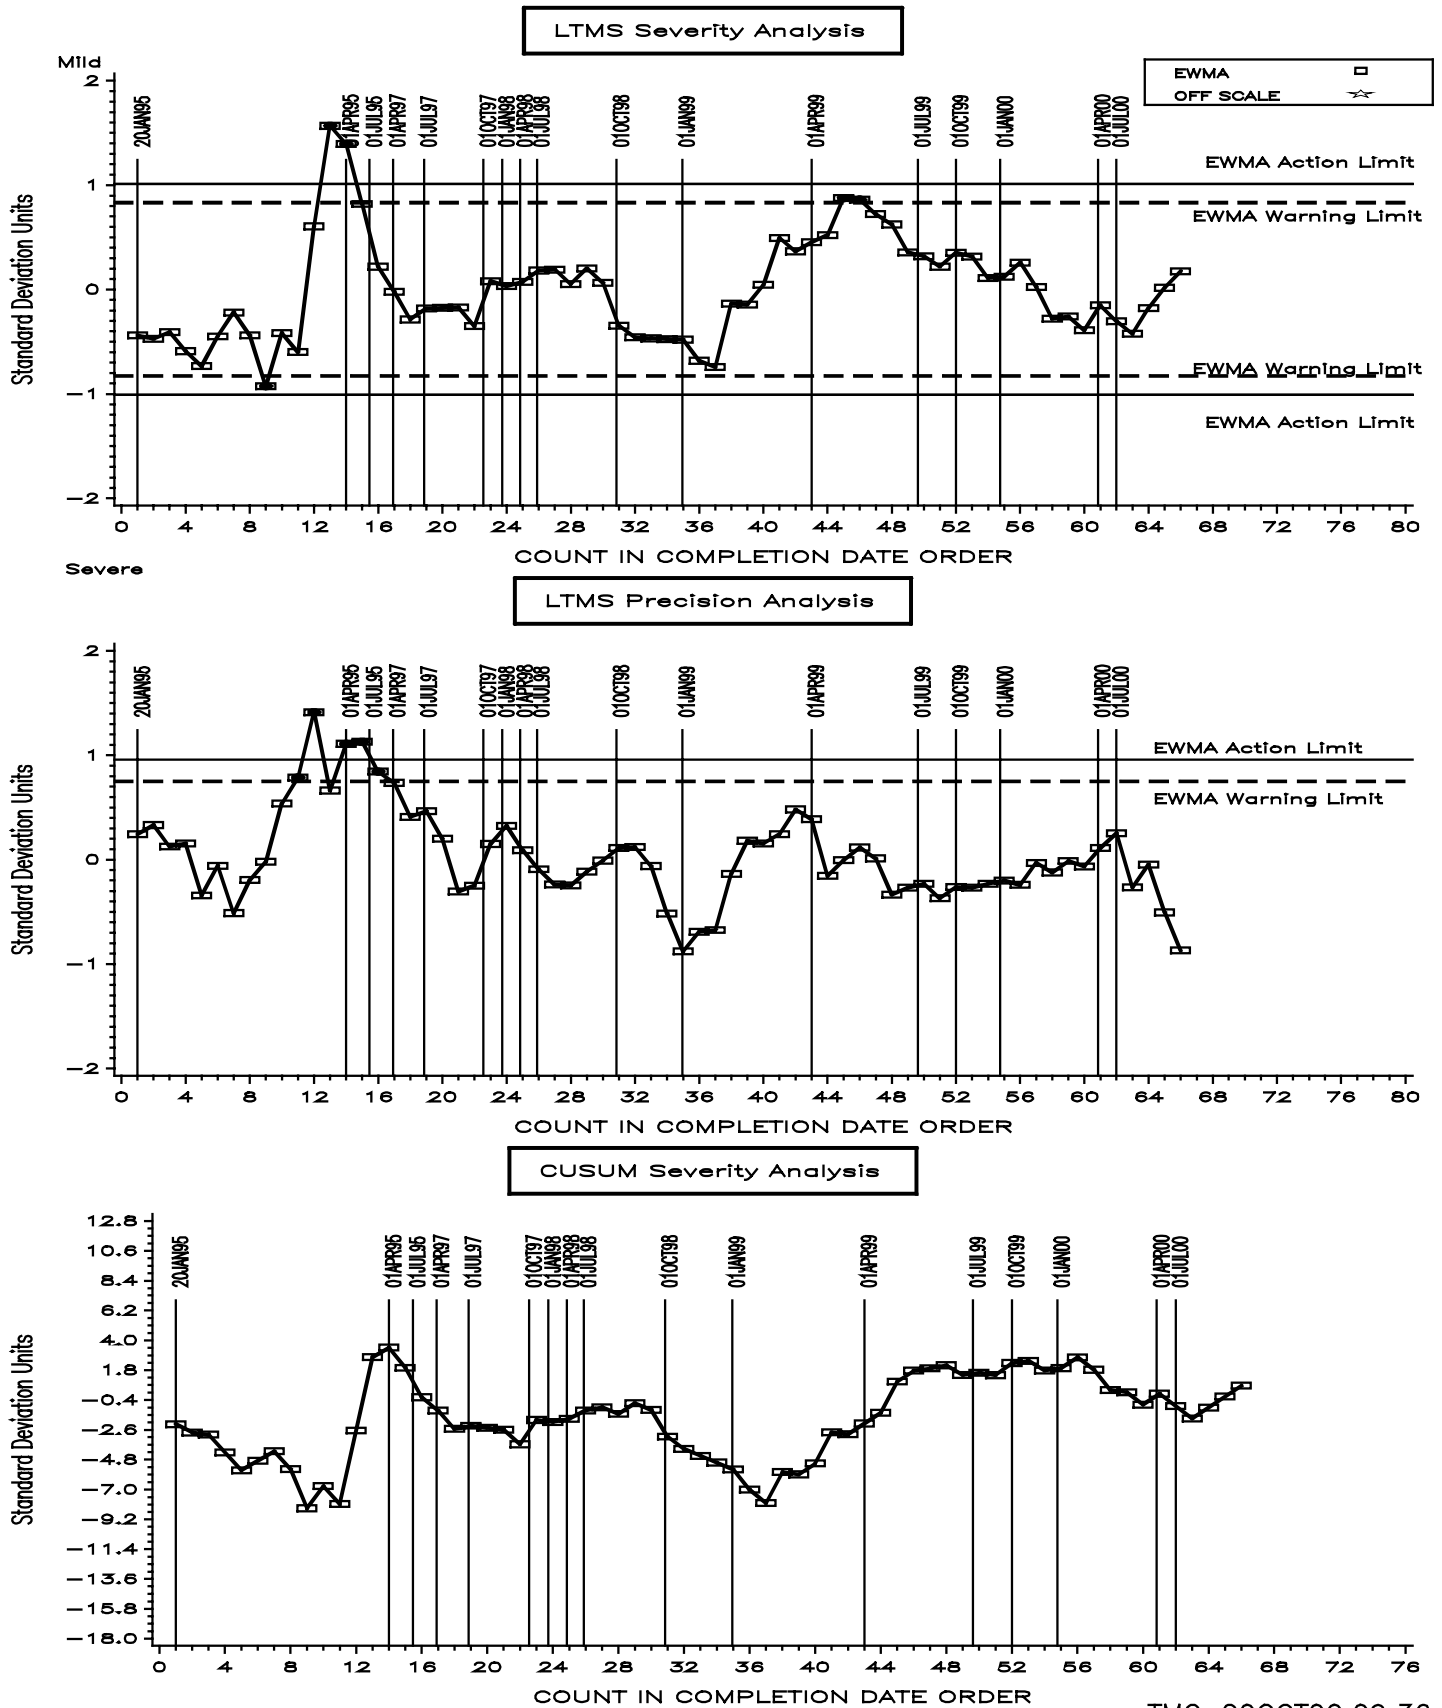 LTMS Severity Analysis
Mild
EWMA
OFF SCALE
2
1
0
−1
−2
Standard Deviation Units
20JAN95
01APR95
01JUL95
01APR97
01JUL97
01OCT97
01JAN98
01APR98
01JUL98
01OCT98
01JAN99
01APR99
01JUL99
01OCT99
01JAN00
01APR00
01JUL00
EWMA Action Limit
EWMA Warning Limit
EWMA Warning Limit
EWMA Action Limit
0 4 8 12 16 20 24 28 32 36 40 44 48 52 56 60 64 68 72 76 80
COUNT IN COMPLETION DATE ORDER
Severe
LTMS Precision Analysis
2
1
0
−1
−2
Standard Deviation Units
20JAN95
01APR95
01JUL95
01APR97
01JUL97
01OCT97
01JAN98
01APR98
01JUL98
01OCT98
01JAN99
01APR99
01JUL99
01OCT99
01JAN00
01APR00
01JUL00
EWMA Action Limit
EWMA Warning Limit
0 4 8 12 16 20 24 28 32 36 40 44 48 52 56 60 64 68 72 76 80
COUNT IN COMPLETION DATE ORDER
CUSUM Severity Analysis
12.8
10.6
8.4
6.2
4.0
1.8
−0.4
−2.6
−4.8
−7.0
−9.2
−11.4
−13.6
−15.8
−18.0
Standard Deviation Units
20JAN95
01APR95
01JUL95
01APR97
01JUL97
01OCT97
01JAN98
01APR98
01JUL98
01OCT98
01JAN99
01APR99
01JUL99
01OCT99
01JAN00
01APR00
01JUL00
0 4 8 12 16 20 24 28 32 36 40 44 48 52 56 60 64 68 72 76
COUNT IN COMPLETION DATE ORDER